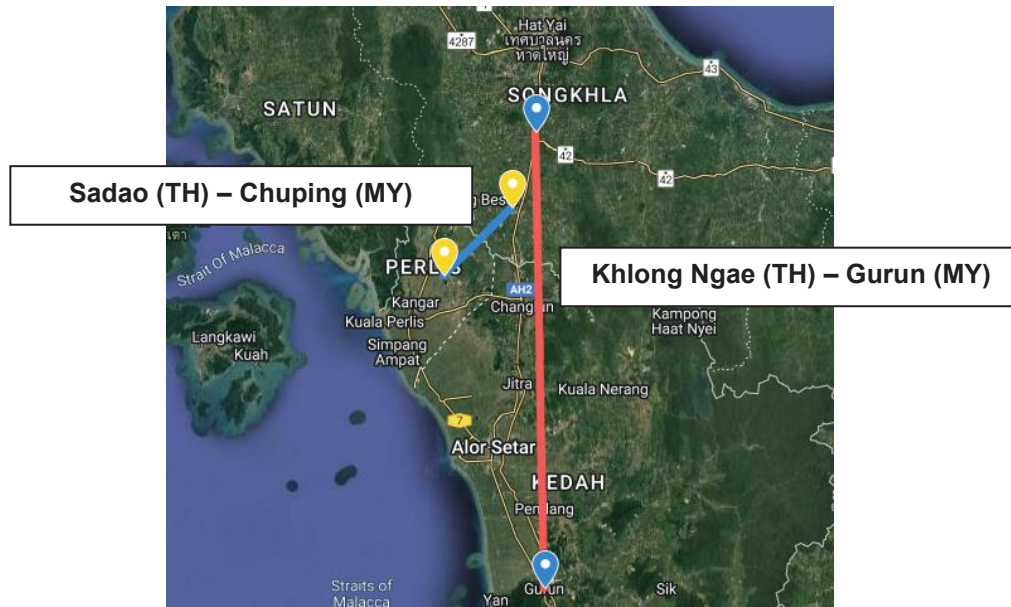 Hat Yai
เทศบาลนคร
หาดใหญ่
4287
43
SATUN
SONGKHLA
42
42
Sadao (TH) – Chuping (MY)
g Bes
Strait Of Malacca
PERLIS
Khlong Ngae (TH) – Gurun (MY)
AH2
Kangar
Changlun
Kuala Perlis
Kampong
Haat Nyei
Langkawi
Kuah
Simpang
Ampat
Jitra
Kuala Nerang
7
Alor Setar
KEDAH
Pendang
Straits of
Malacca
Gurun
Sik
Yan